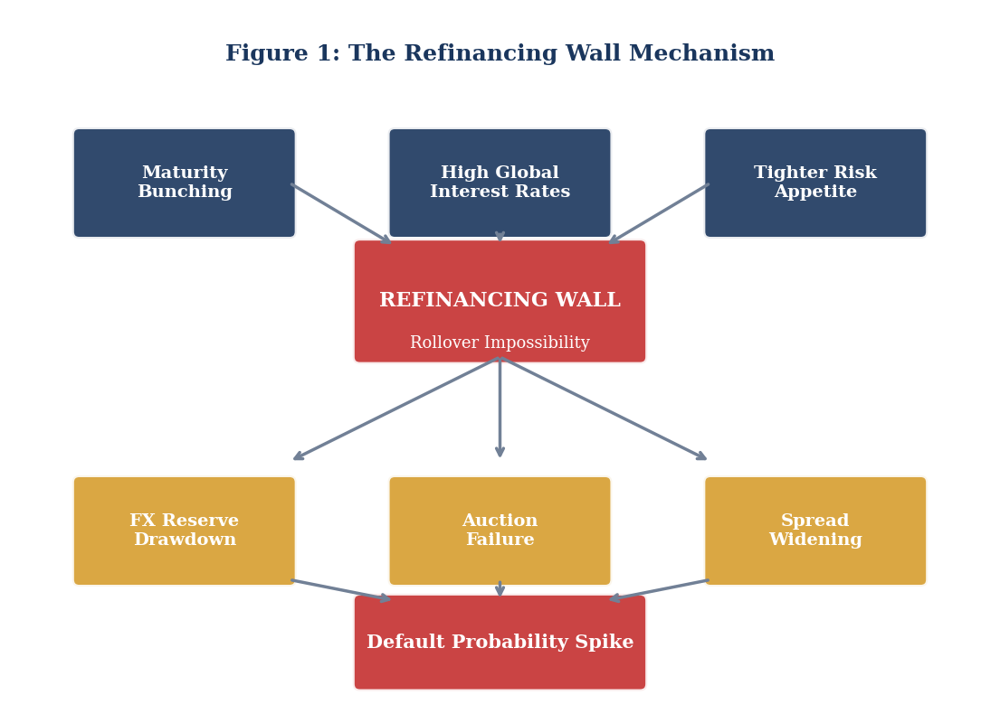 Figure 1: The Refinancing Wall Mechanism
Maturity
Bunching
High Global
Interest Rates
Tighter Risk
Appetite
REFINANCING WALL
Rollover Impossibility
FX Reserve
Drawdown
Auction
Failure
Spread
Widening
Default Probability Spike